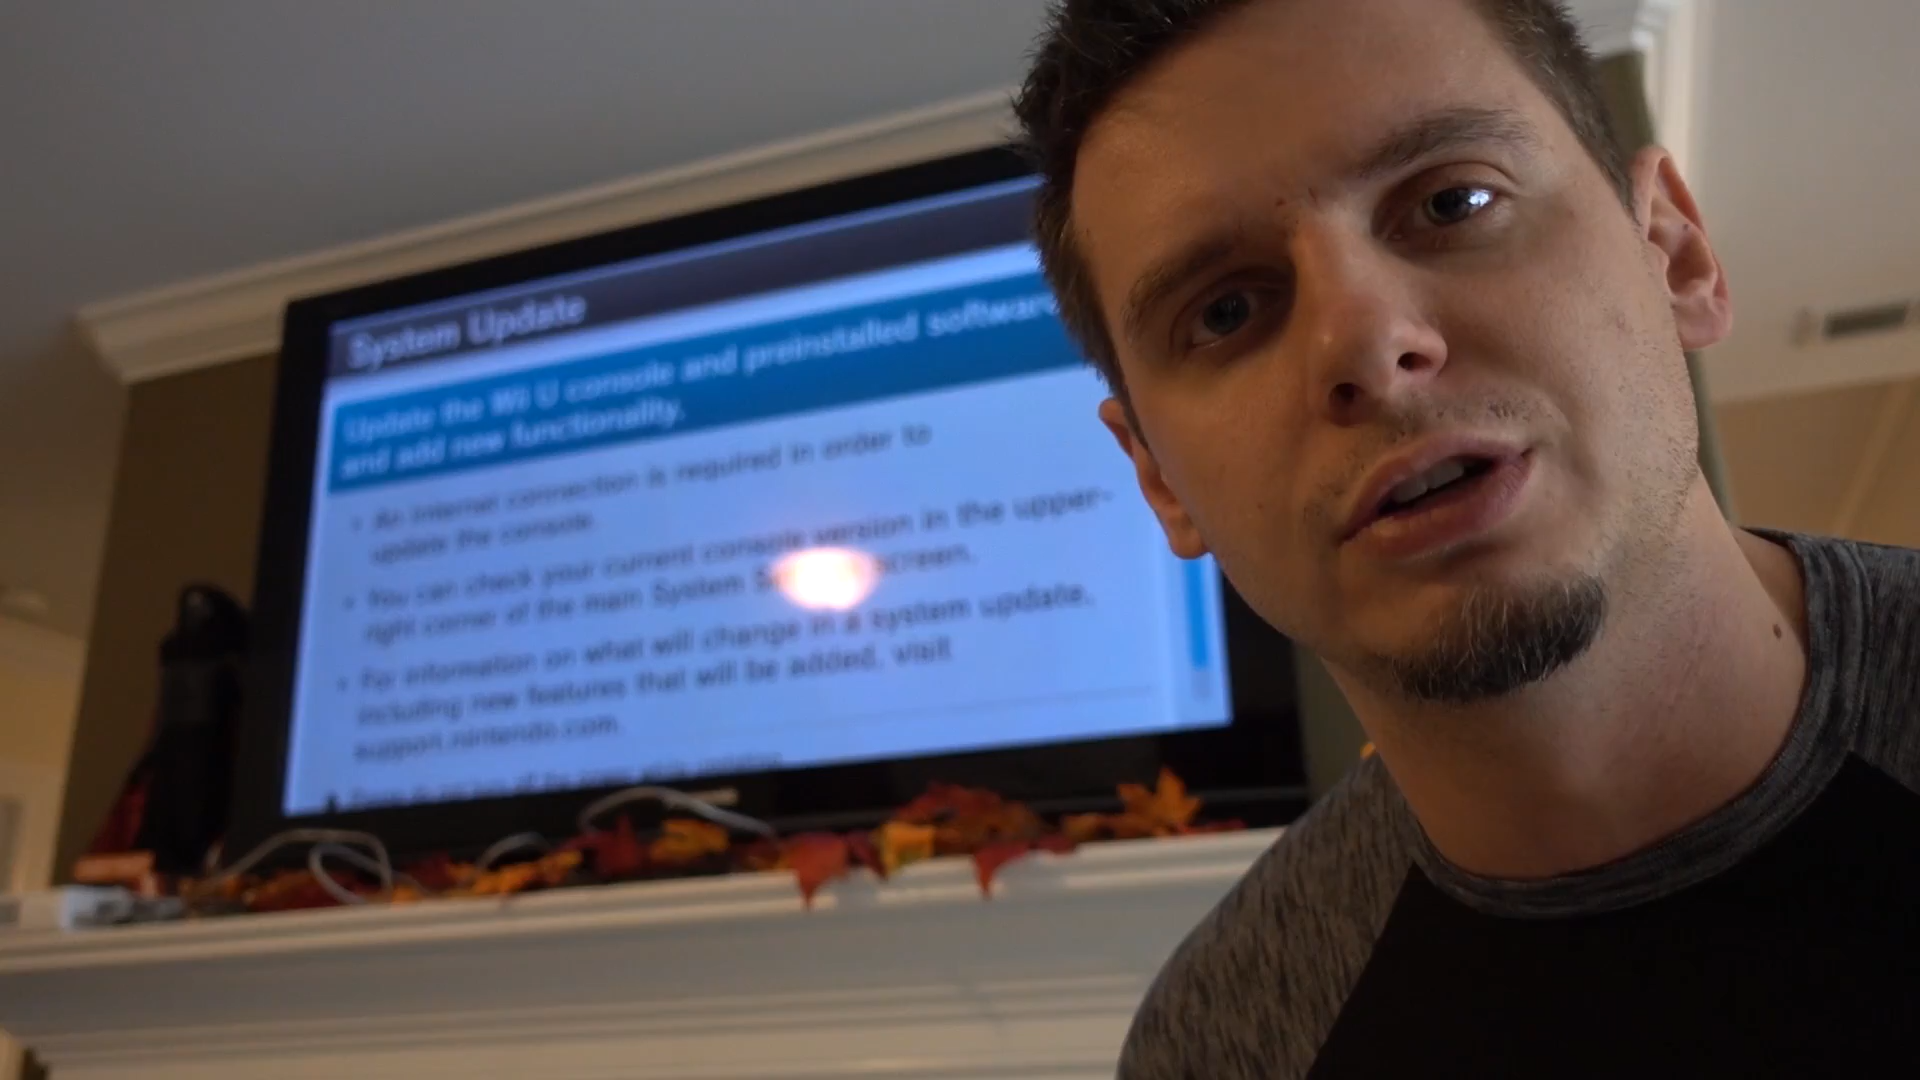 System Update
Update the Wii U console and preinstalled software
and add new functionality.
• An internet connection is required in order to
update the console.
• You can check your current console version in the upper-
right corner of the main System screen.
• For information on what will change in a system update,
including new features that will be added, visit
support.nintendo.com.